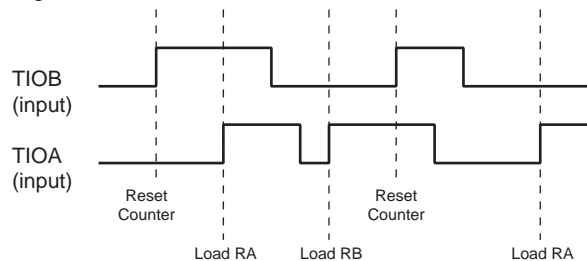 TIOB
(input)
TIOA
(input)
Reset
Counter
Reset
Counter
Load RA
Load RB
Load RA